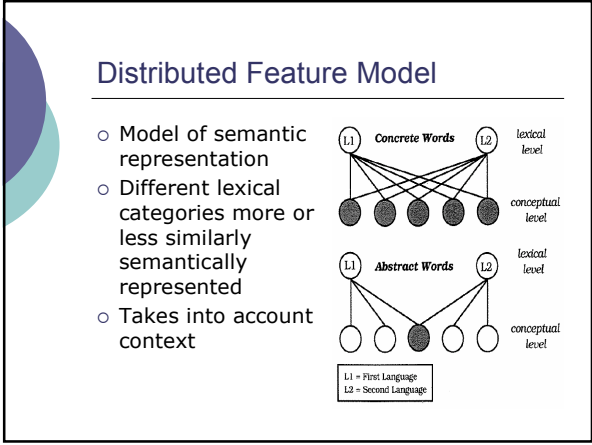 Distributed Feature Model
○ Model of semantic
representation
○ Different lexical
categories more or
less similarly
semantically
represented
○ Takes into account
context
L1 Concrete Words L2 lexical
level
conceptual
level
L1 Abstract Words L2 lexical
level
conceptual
level
L1 = First Language
L2 = Second Language